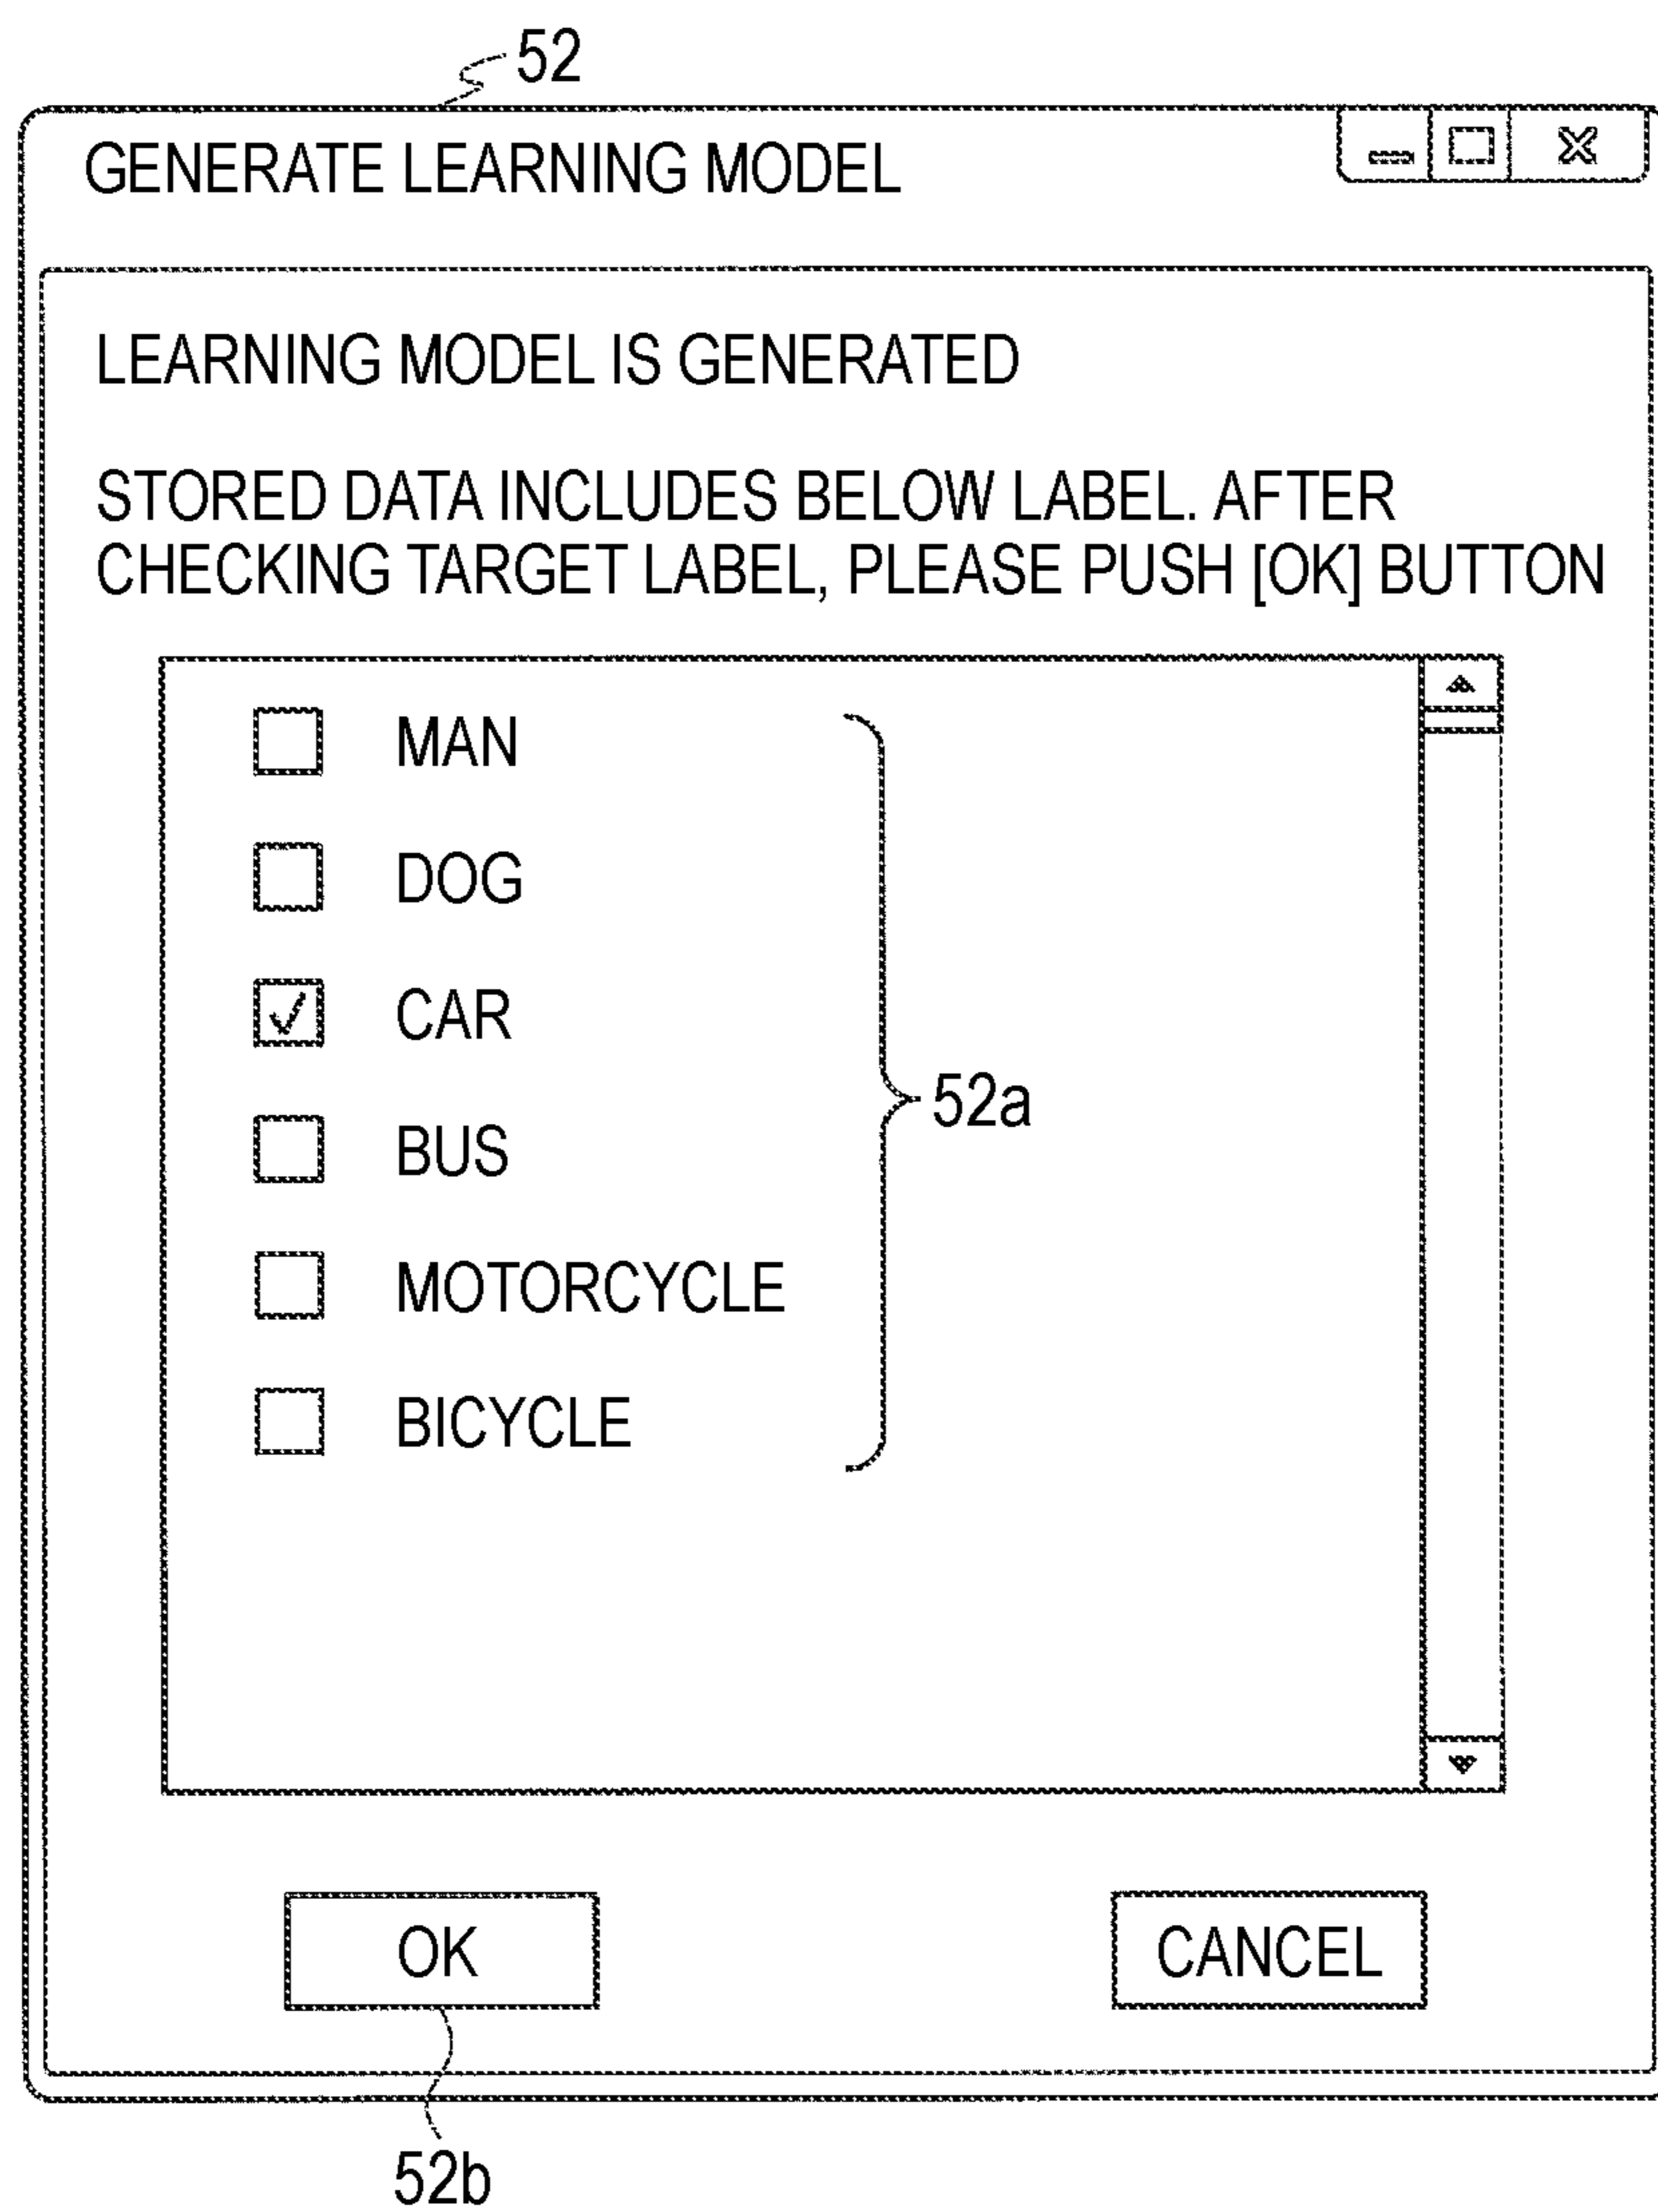 52
GENERATE LEARNING MODEL
LEARNING MODEL IS GENERATED
STORED DATA INCLUDES BELOW LABEL. AFTER
CHECKING TARGET LABEL, PLEASE PUSH [OK] BUTTON
MAN
DOG
CAR
52a
BUS
MOTORCYCLE
BICYCLE
OK
CANCEL
52b